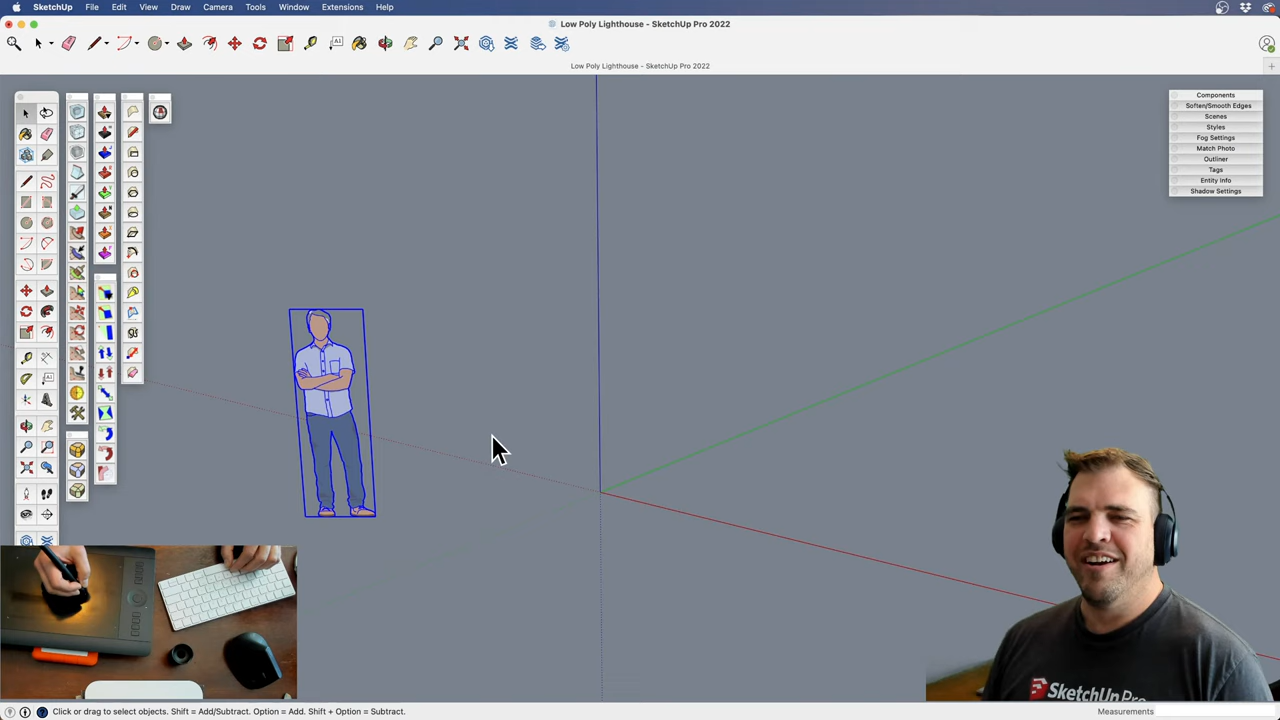 SketchUp File Edit View Draw Camera Tools Window Extensions Help
Low Poly Lighthouse - SketchUp Pro 2022
Low Poly Lighthouse - SketchUp Pro 2022
Components
Soften/Smooth Edges
Scenes
Styles
Fog Settings
Match Photo
Outliner
Tags
Entity Info
Shadow Settings
SketchUp Pro
Click or drag to select objects. Shift = Add/Subtract. Option = Add. Shift + Option = Subtract.
Measurements